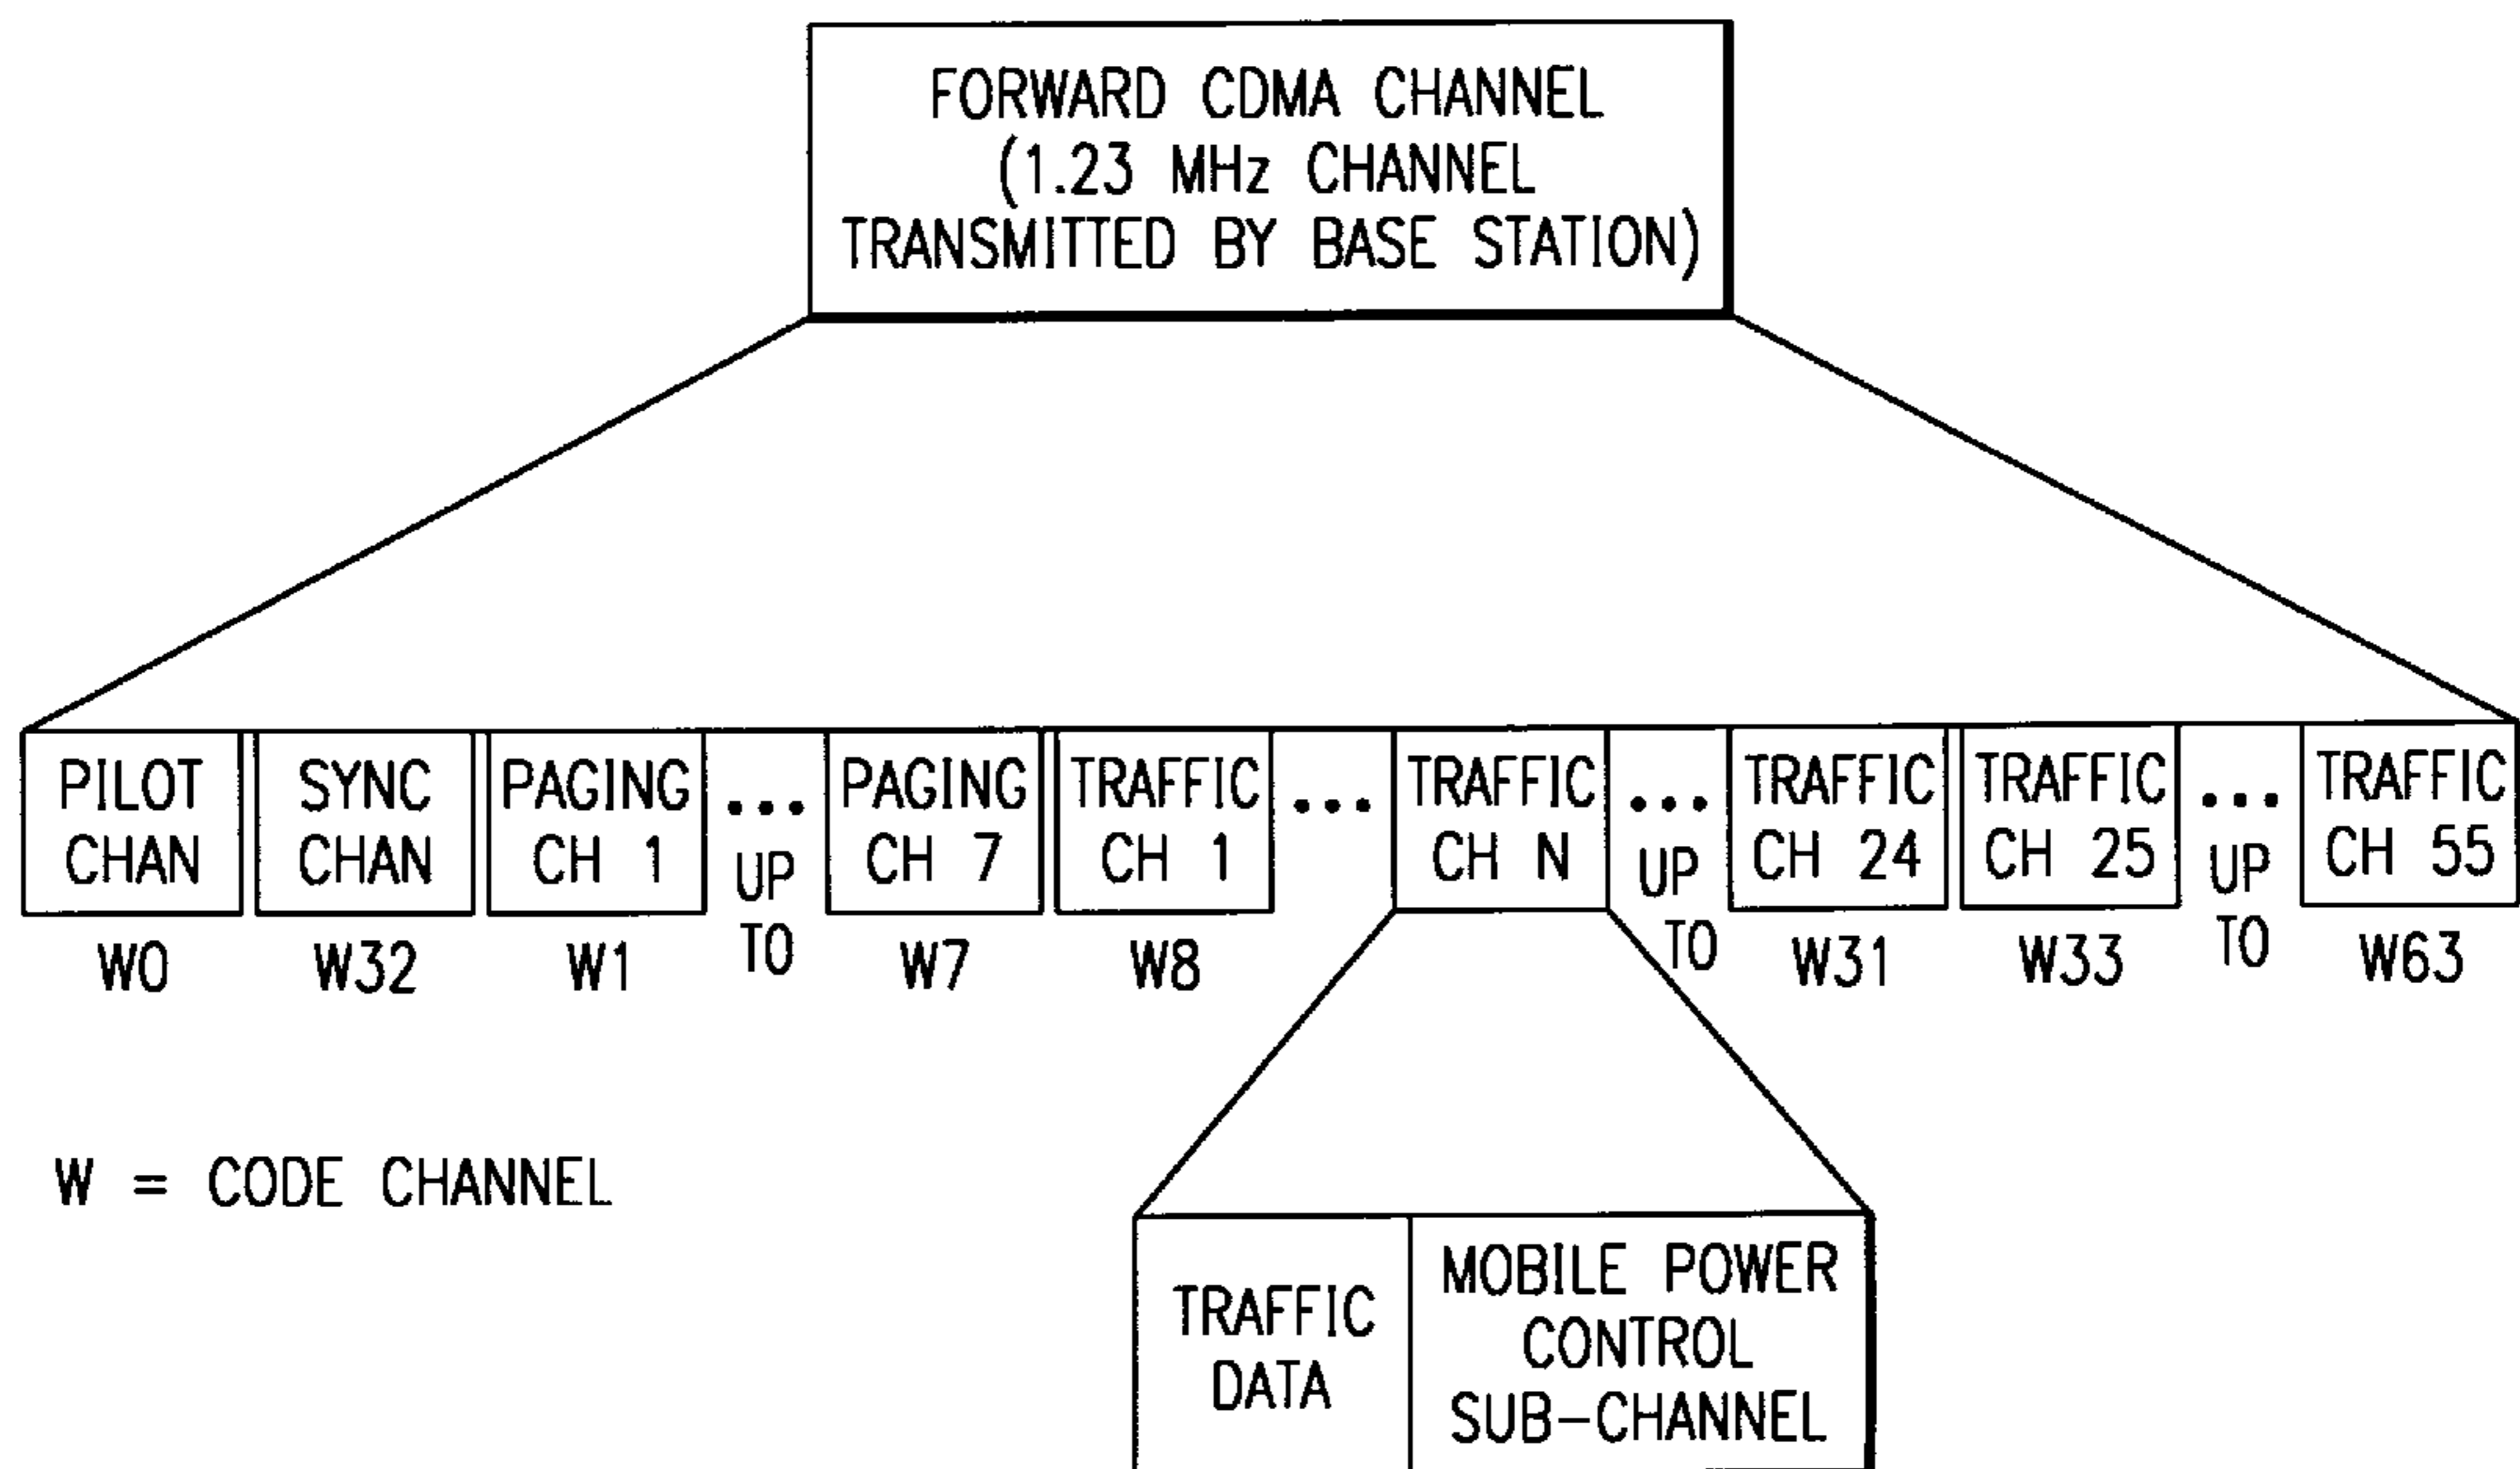 FORWARD CDMA CHANNEL
(1.23 MHz CHANNEL
TRANSMITTED BY BASE STATION)
PILOT
CHAN
W0
SYNC
CHAN
W32
PAGING
CH 1
W1
...
UP
TO
PAGING
CH 7
W7
TRAFFIC
CH 1
W8
...
TRAFFIC
CH N
...
UP
TO
TRAFFIC
CH 24
W31
TRAFFIC
CH 25
W33
...
UP
TO
TRAFFIC
CH 55
W63
W = CODE CHANNEL
TRAFFIC
DATA
MOBILE POWER
CONTROL
SUB-CHANNEL